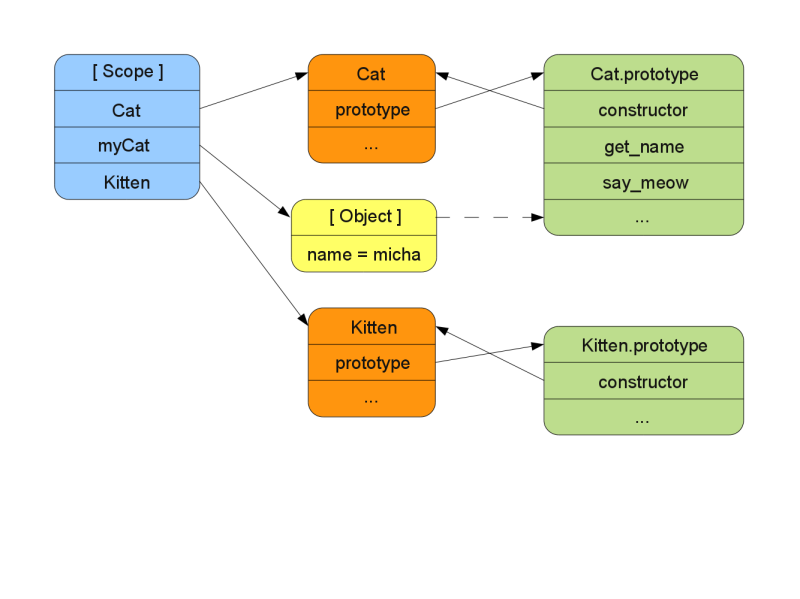 [ Scope ]
Cat
myCat
Kitten
Cat
prototype
...
Cat.prototype
constructor
get_name
say_meow
...
[ Object ]
name = micha
Kitten
prototype
...
Kitten.prototype
constructor
...